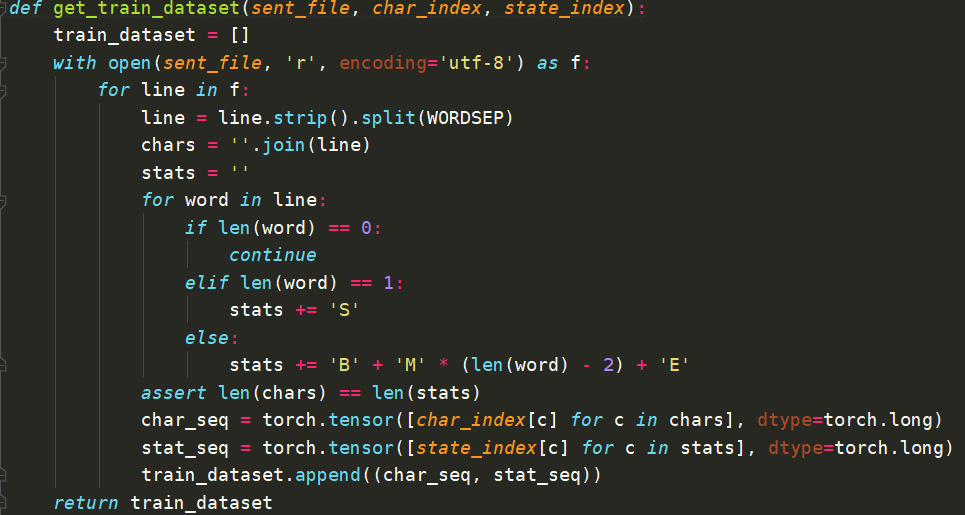 def get_train_dataset(sent_file, char_index, state_index):
    train_dataset = []
    with open(sent_file, 'r', encoding='utf-8') as f:
        for line in f:
            line = line.strip().split(WORDSEP)
            chars = ''.join(line)
            stats = ''
            for word in line:
                if len(word) == 0:
                    continue
                elif len(word) == 1:
                    stats += 'S'
                else:
                    stats += 'B' + 'M' * (len(word) - 2) + 'E'
            assert len(chars) == len(stats)
            char_seq = torch.tensor([char_index[c] for c in chars], dtype=torch.long)
            stat_seq = torch.tensor([state_index[c] for c in stats], dtype=torch.long)
            train_dataset.append((char_seq, stat_seq))
    return train_dataset